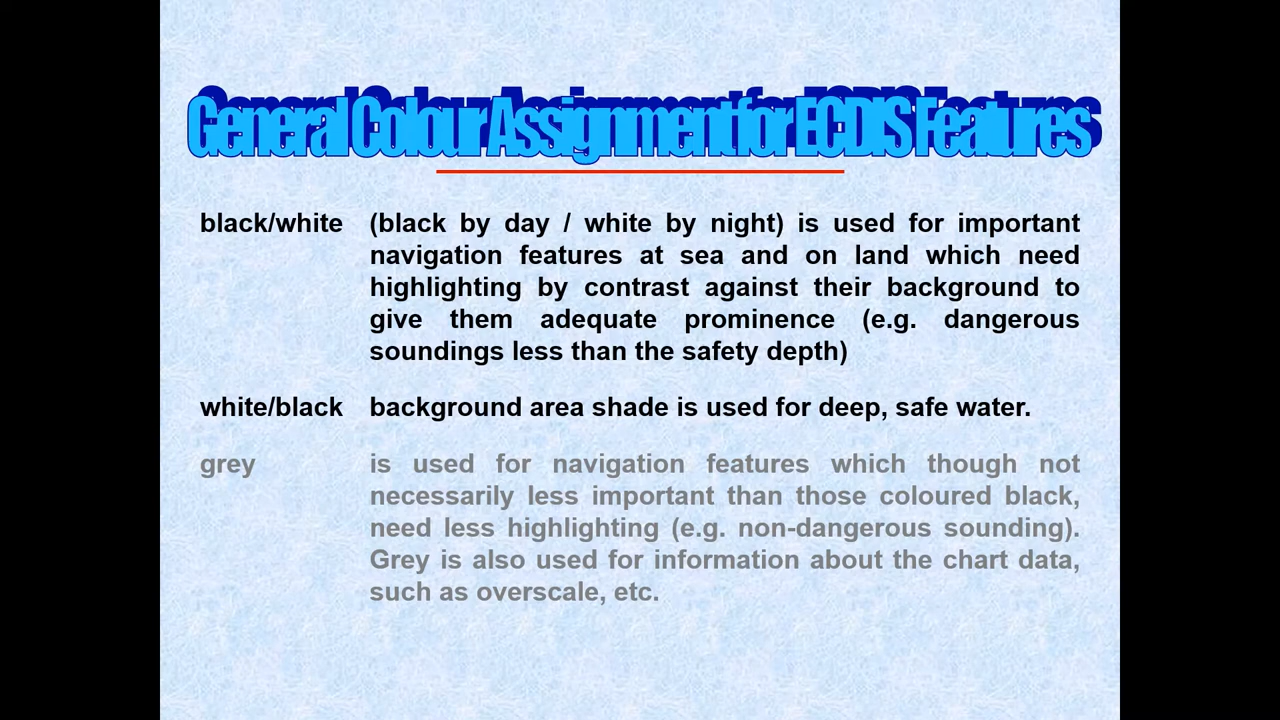 General Colour Assignment for ECDIS Features
black/white (black by day / white by night) is used for important
navigation features at sea and on land which need
highlighting by contrast against their background to
give them adequate prominence (e.g. dangerous
soundings less than the safety depth)
white/black background area shade is used for deep, safe water.
grey is used for navigation features which though not
necessarily less important than those coloured black,
need less highlighting (e.g. non-dangerous sounding).
Grey is also used for information about the chart data,
such as overscale, etc.